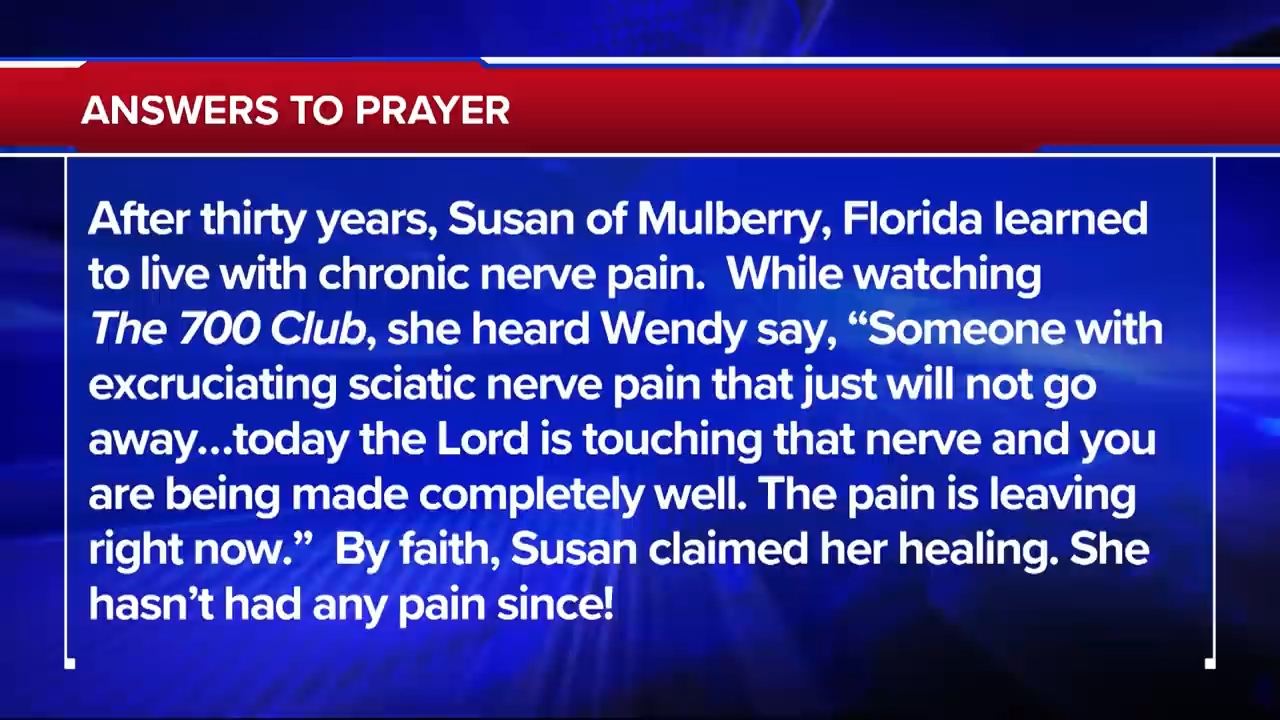 ANSWERS TO PRAYER
After thirty years, Susan of Mulberry, Florida learned
to live with chronic nerve pain.  While watching
The 700 Club, she heard Wendy say, “Someone with
excruciating sciatic nerve pain that just will not go
away...today the Lord is touching that nerve and you
are being made completely well. The pain is leaving
right now.”  By faith, Susan claimed her healing. She
hasn’t had any pain since!